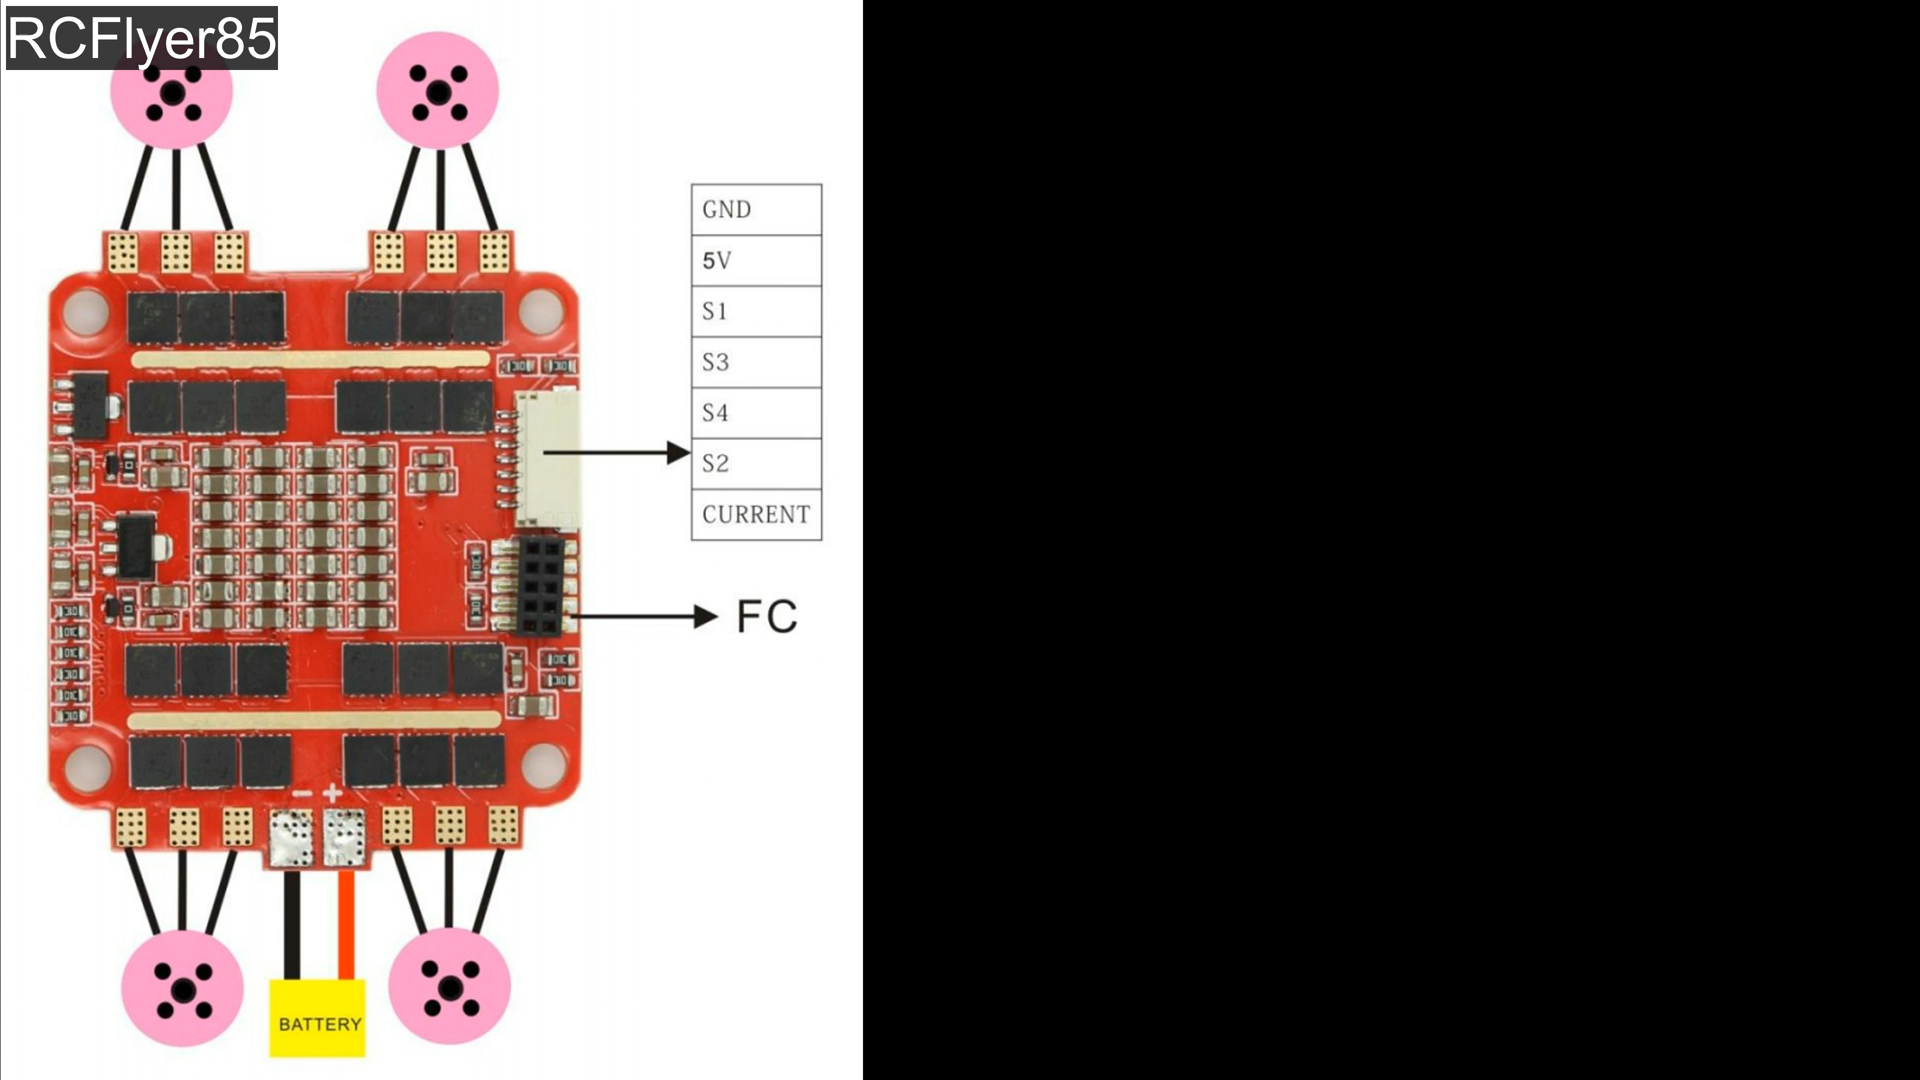 RCFlyer85
GND
5V
S1
S3
S4
S2
CURRENT
FC
- +
BATTERY